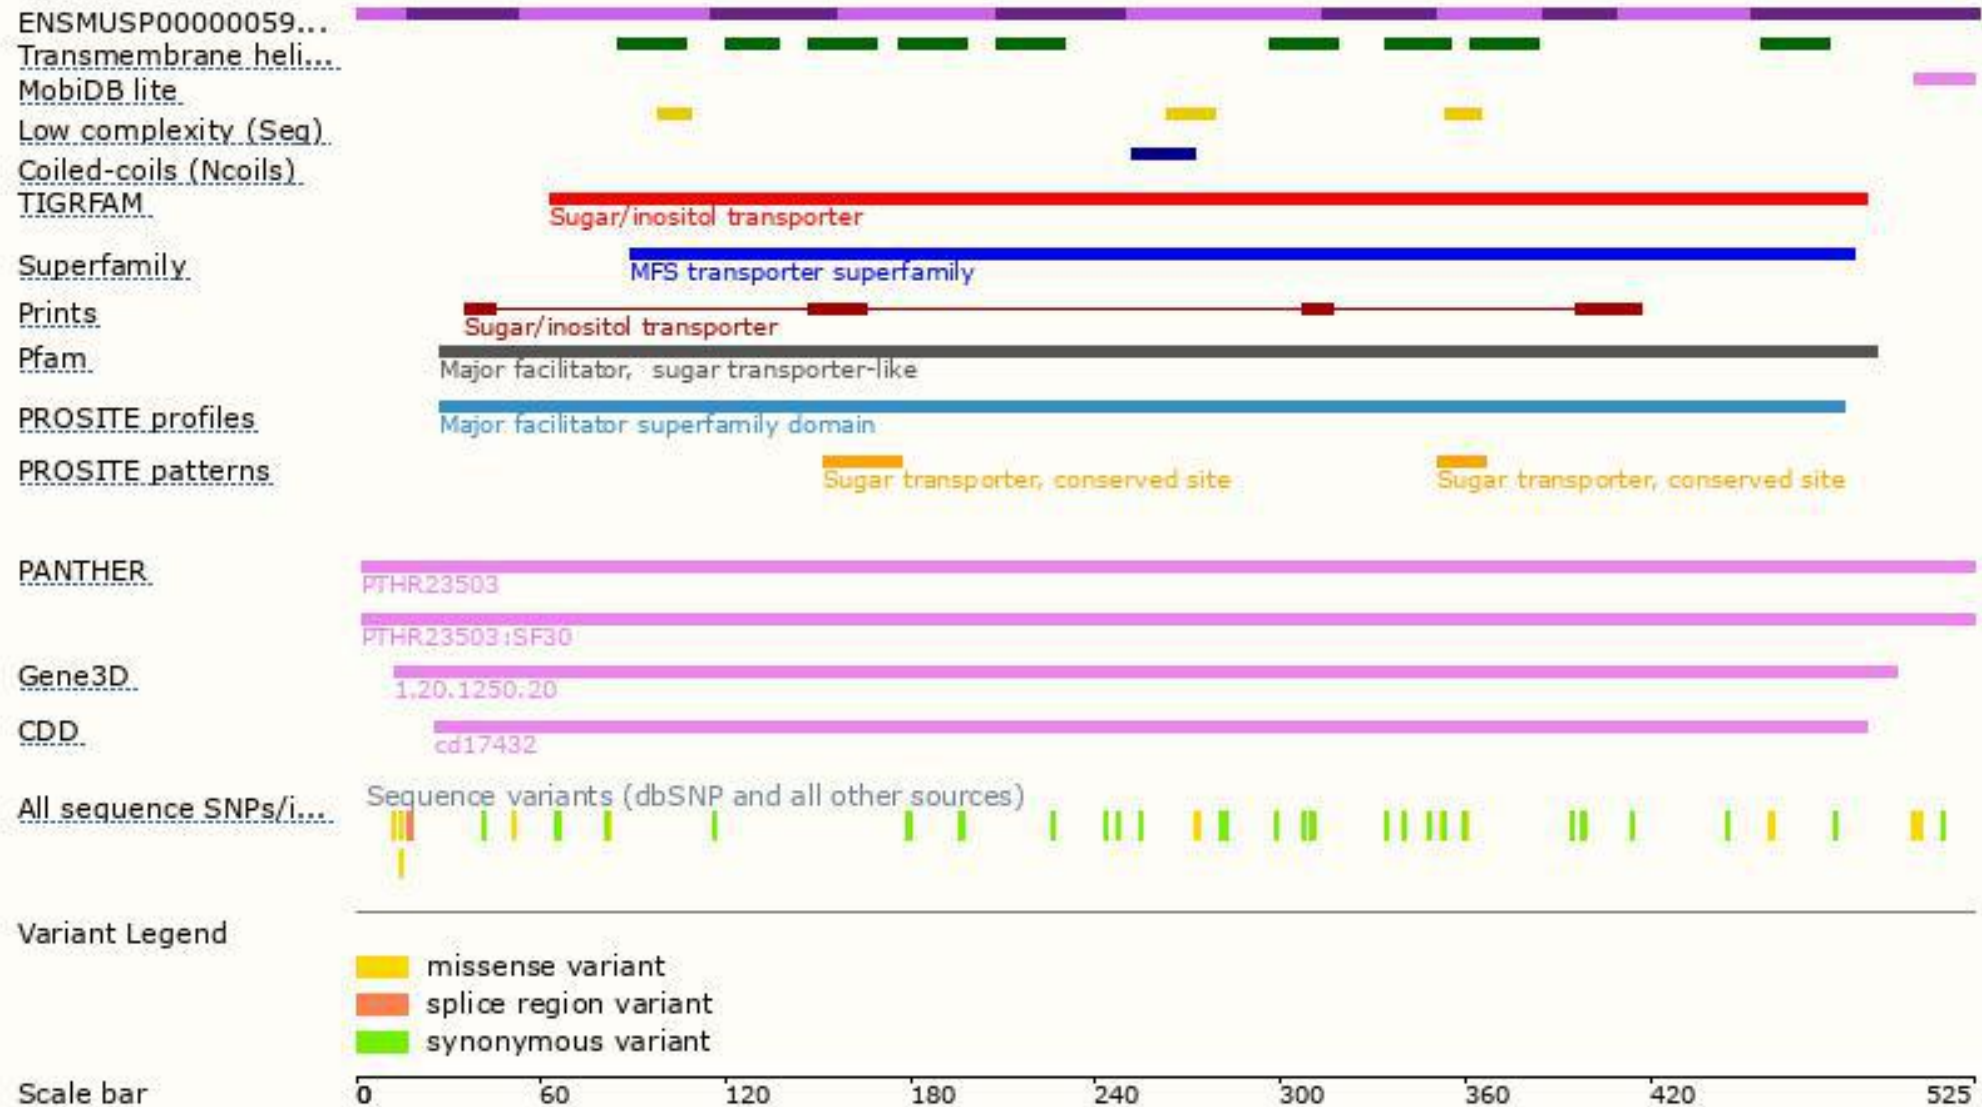 ENSMUSP00000059...
Transmembrane heli...
MobiDB lite
Low complexity (Seg)
Coiled-coils (Ncoils)
TIGRFAM
Sugar/inositol transporter
Superfamily
MFS transporter superfamily
Prints
Sugar/inositol transporter
Pfam
Major facilitator, sugar transporter-like
PROSITE profiles
Major facilitator superfamily domain
PROSITE patterns
Sugar transporter, conserved site Sugar transporter, conserved site
PANTHER
PTHR23503
PTHR23503:SF30
Gene3D
1.20.1250.20
CDD
cd17432
Sequence variants (dbSNP and all other sources)
All sequence SNPs/i...
Variant Legend
missense variant
splice region variant
synonymous variant
Scale bar 0 60 120 180 240 300 360 420 525